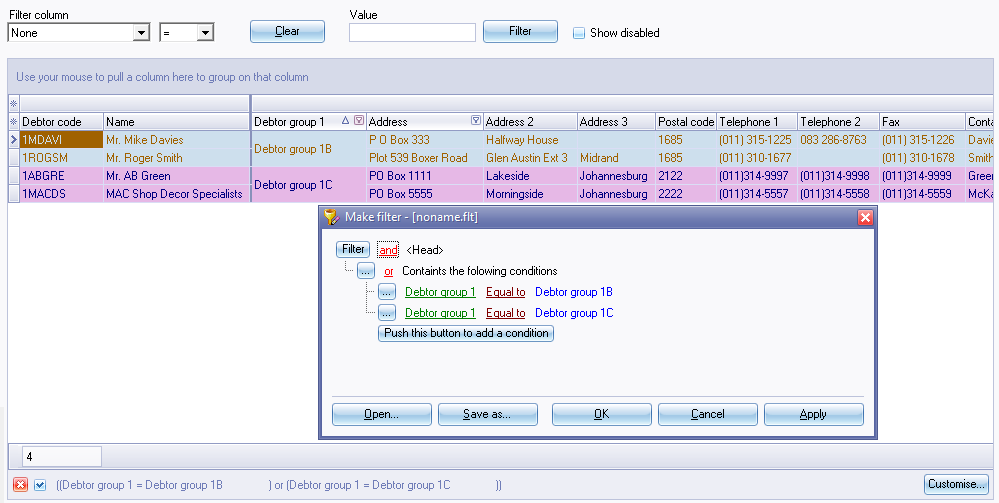 Filter column Value
None = Clear Filter Show disabled
Use your mouse to pull a column here to group on that column
Debtor code Name Debtor group 1 Address Address 2 Address 3 Postal code Telephone 1 Telephone 2 Fax Conta
1MDAVI Mr. Mike Davies Debtor group 1B P O Box 333 Halfway House 1685 (011) 315-1225 083 286-8763 (011) 315-1226 Davie
1ROGSM Mr. Roger Smith Plot 539 Boxer Road Glen Austin Ext 3 Midrand 1685 (011) 310-1677 (011) 310-1678 Smith
1ABGRE Mr. AB Green Debtor group 1C PO Box 1111 Lakeside Johannesburg 2122 (011)314-9997 (011)314-9998 (011)314-9999 Green
1MACDS MAC Shop Decor Specialists PO Box 5555 Morningside Johannesburg 2222 (011)314-5557 (011)314-5558 (011)314-5559 McKa
Make filter - [noname.flt]
Filter and <Head>
... or Containts the folowing conditions
... Debtor group 1 Equal to Debtor group 1B
... Debtor group 1 Equal to Debtor group 1C
Push this button to add a condition
Open... Save as... OK Cancel Apply
4
((Debtor group 1 = Debtor group 1B ) or (Debtor group 1 = Debtor group 1C )) Customise...